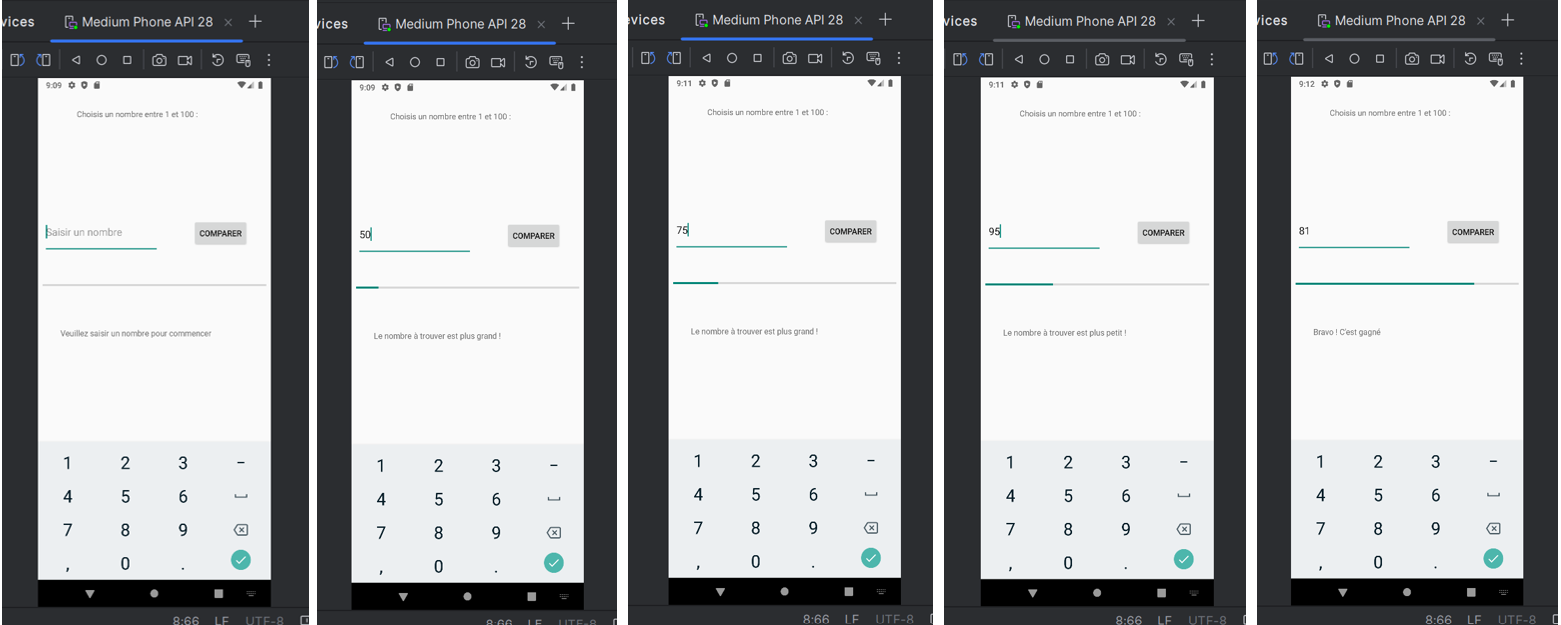 vices Medium Phone API 28
9:09
Choisis un nombre entre 1 et 100 :
Saisir un nombre
COMPARER
Veuillez saisir un nombre pour commencer
1 2 3 -
4 5 6
7 8 9
, 0 .
8:66 LF UTF-8
vices Medium Phone API 28
9:09
Choisis un nombre entre 1 et 100 :
50
COMPARER
Le nombre à trouver est plus grand !
1 2 3 -
4 5 6
7 8 9
, 0 .
8:66 LF UTF-8
evices Medium Phone API 28
9:11
Choisis un nombre entre 1 et 100 :
75
COMPARER
Le nombre à trouver est plus grand !
1 2 3 -
4 5 6
7 8 9
, 0 .
8:66 LF UTF-8
vices Medium Phone API 28
9:11
Choisis un nombre entre 1 et 100 :
95
COMPARER
Le nombre à trouver est plus petit !
1 2 3 -
4 5 6
7 8 9
, 0 .
8:66 LF UTF-8
ices Medium Phone API 28
9:12
Choisis un nombre entre 1 et 100 :
81
COMPARER
Bravo ! C'est gagné
1 2 3 -
4 5 6
7 8 9
, 0 .
8:66 LF UTF-8